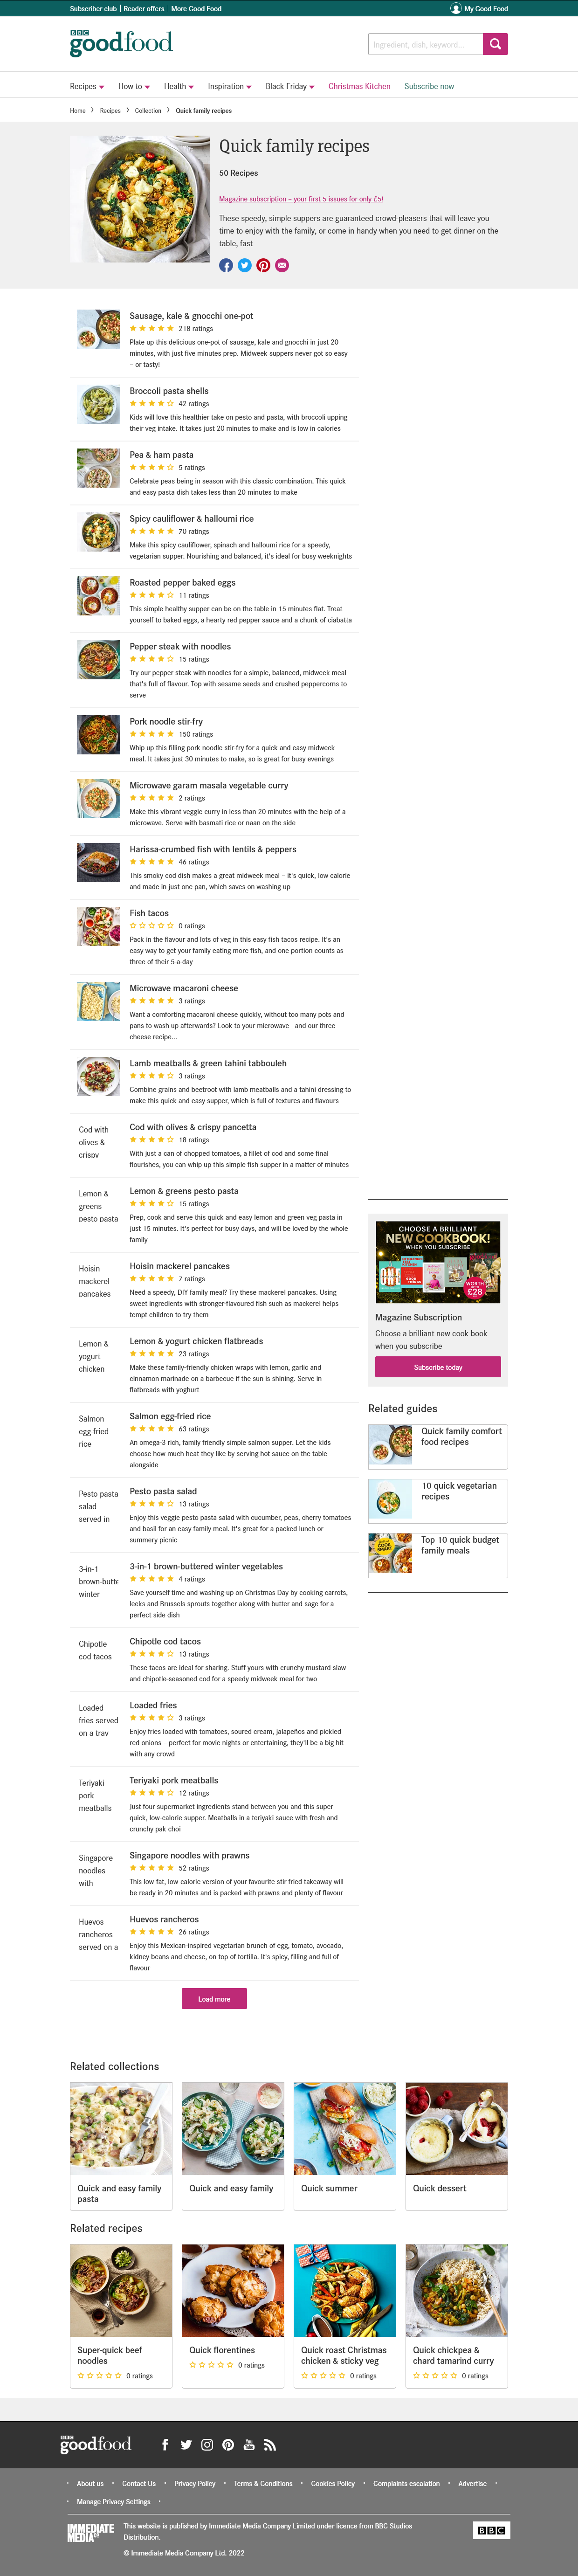 Subscriber club | Reader offers | More Good Food
My Good Food
BBC
goodfood
Ingredient, dish, keyword...
Recipes
How to
Health
Inspiration
Black Friday
Christmas Kitchen
Subscribe now
Home > Recipes > Collection > Quick family recipes
Quick family recipes
50 Recipes
Magazine subscription – your first 5 issues for only £5!
These speedy, simple suppers are guaranteed crowd-pleasers that will leave you
time to enjoy with the family, or come in handy when you need to get dinner on the
table, fast
Sausage, kale & gnocchi one-pot
218 ratings
Plate up this delicious one-pot of sausage, kale and gnocchi in just 20
minutes, with just five minutes prep. Midweek suppers never got so easy
– or tasty!
Broccoli pasta shells
42 ratings
Kids will love this healthier take on pesto and pasta, with broccoli upping
their veg intake. It takes just 20 minutes to make and is low in calories
Pea & ham pasta
5 ratings
Celebrate peas being in season with this classic combination. This quick
and easy pasta dish takes less than 20 minutes to make
Spicy cauliflower & halloumi rice
70 ratings
Make this spicy cauliflower, spinach and halloumi rice for a speedy,
vegetarian supper. Nourishing and balanced, it's ideal for busy weeknights
Roasted pepper baked eggs
11 ratings
This simple healthy supper can be on the table in 15 minutes flat. Treat
yourself to baked eggs, a hearty red pepper sauce and a chunk of ciabatta
Pepper steak with noodles
15 ratings
Try our pepper steak with noodles for a simple, balanced, midweek meal
that's full of flavour. Top with sesame seeds and crushed peppercorns to
serve
Pork noodle stir-fry
150 ratings
Whip up this filling pork noodle stir-fry for a quick and easy midweek
meal. It takes just 30 minutes to make, so is great for busy evenings
Microwave garam masala vegetable curry
2 ratings
Make this vibrant veggie curry in less than 20 minutes with the help of a
microwave. Serve with basmati rice or naan on the side
Harissa-crumbed fish with lentils & peppers
46 ratings
This smoky cod dish makes a great midweek meal – it's quick, low calorie
and made in just one pan, which saves on washing up
Fish tacos
0 ratings
Pack in the flavour and lots of veg in this easy fish tacos recipe. It's an
easy way to get your family eating more fish, and one portion counts as
three of their 5-a-day
Microwave macaroni cheese
3 ratings
Want a comforting macaroni cheese quickly, without too many pots and
pans to wash up afterwards? Look to your microwave - and our three-
cheese recipe...
Lamb meatballs & green tahini tabbouleh
3 ratings
Combine grains and beetroot with lamb meatballs and a tahini dressing to
make this quick and easy supper, which is full of textures and flavours
Cod with
olives &
crispy
Cod with olives & crispy pancetta
18 ratings
With just a can of chopped tomatoes, a fillet of cod and some final
flourishes, you can whip up this simple fish supper in a matter of minutes
Lemon &
greens
pesto pasta
Lemon & greens pesto pasta
15 ratings
Prep, cook and serve this quick and easy lemon and green veg pasta in
just 15 minutes. It's perfect for busy days, and will be loved by the whole
family
Hoisin
mackerel
pancakes
Hoisin mackerel pancakes
7 ratings
Need a speedy, DIY family meal? Try these mackerel pancakes. Using
sweet ingredients with stronger-flavoured fish such as mackerel helps
tempt children to try them
Lemon &
yogurt
chicken
Lemon & yogurt chicken flatbreads
23 ratings
Make these family-friendly chicken wraps with lemon, garlic and
cinnamon marinade on a barbecue if the sun is shining. Serve in
flatbreads with yoghurt
Salmon
egg-fried
rice
Salmon egg-fried rice
63 ratings
An omega-3 rich, family friendly simple salmon supper. Let the kids
choose how much heat they like by serving hot sauce on the table
alongside
Pesto pasta
salad
served in
Pesto pasta salad
13 ratings
Enjoy this veggie pesto pasta salad with cucumber, peas, cherry tomatoes
and basil for an easy family meal. It's great for a packed lunch or
summery picnic
3-in-1
brown-butte
winter
3-in-1 brown-buttered winter vegetables
4 ratings
Save yourself time and washing-up on Christmas Day by cooking carrots,
leeks and Brussels sprouts together along with butter and sage for a
perfect side dish
Chipotle
cod tacos
Chipotle cod tacos
13 ratings
These tacos are ideal for sharing. Stuff yours with crunchy mustard slaw
and chipotle-seasoned cod for a speedy midweek meal for two
Loaded
fries served
on a tray
Loaded fries
3 ratings
Enjoy fries loaded with tomatoes, soured cream, jalapeños and pickled
red onions – perfect for movie nights or entertaining, they'll be a big hit
with any crowd
Teriyaki
pork
meatballs
Teriyaki pork meatballs
12 ratings
Just four supermarket ingredients stand between you and this super
quick, low-calorie supper. Meatballs in a teriyaki sauce with fresh and
crunchy pak choi
Singapore
noodles
with
Singapore noodles with prawns
52 ratings
This low-fat, low-calorie version of your favourite stir-fried takeaway will
be ready in 20 minutes and is packed with prawns and plenty of flavour
Huevos
rancheros
served on a
Huevos rancheros
26 ratings
Enjoy this Mexican-inspired vegetarian brunch of egg, tomato, avocado,
kidney beans and cheese, on top of tortilla. It's spicy, filling and full of
flavour
Load more
CHOOSE A BRILLIANT
NEW COOKBOOK!
WHEN YOU SUBSCRIBE
WORTH
£28
Magazine Subscription
Choose a brilliant new cook book
when you subscribe
Subscribe today
Related guides
Quick family comfort
food recipes
10 quick vegetarian
recipes
Top 10 quick budget
family meals
Related collections
Quick and easy family
pasta
Quick and easy family
Quick summer
Quick dessert
Related recipes
Super-quick beef
noodles
0 ratings
Quick florentines
0 ratings
Quick roast Christmas
chicken & sticky veg
0 ratings
Quick chickpea &
chard tamarind curry
0 ratings
BBC
goodfood
You
Tube
About us • Contact Us • Privacy Policy • Terms & Conditions • Cookies Policy • Complaints escalation • Advertise
Manage Privacy Settings
IMMEDIATE
MEDIA CO
This website is published by Immediate Media Company Limited under licence from BBC Studios
Distribution.
© Immediate Media Company Ltd. 2022
BBC